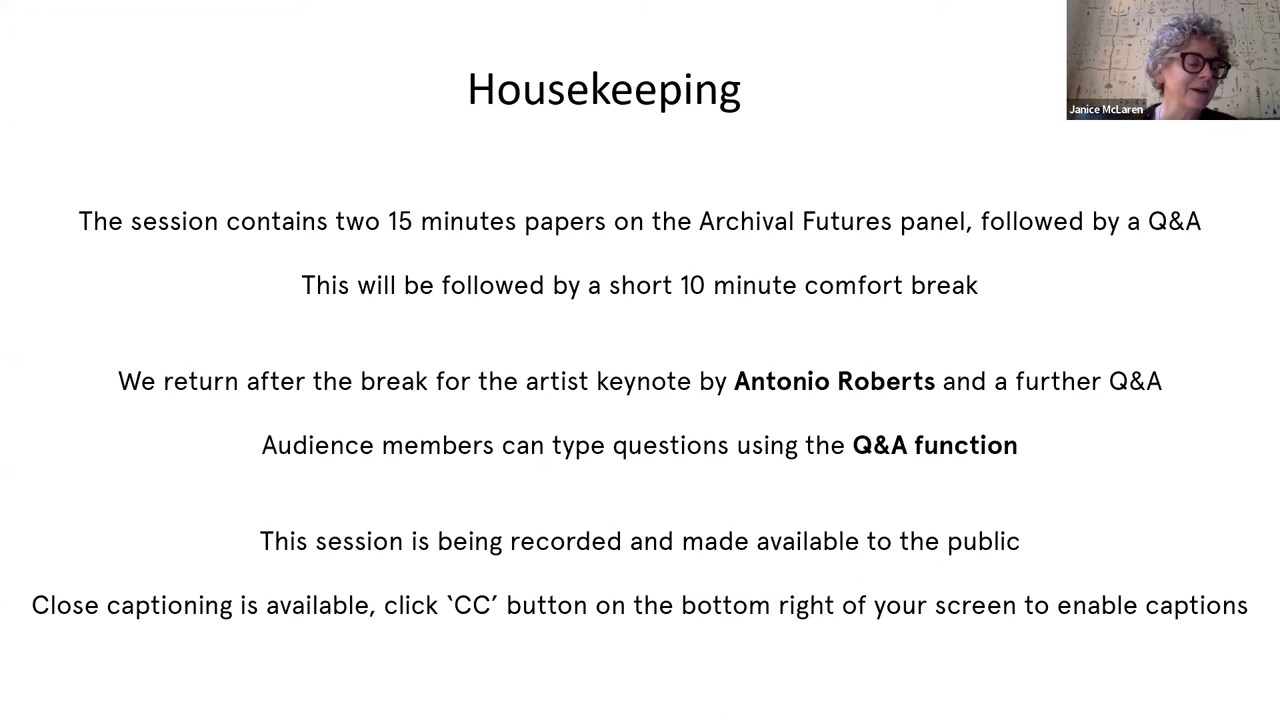 Housekeeping
Janice McLaren
The session contains two 15 minutes papers on the Archival Futures panel, followed by a Q&A
This will be followed by a short 10 minute comfort break
We return after the break for the artist keynote by Antonio Roberts and a further Q&A
Audience members can type questions using the Q&A function
This session is being recorded and made available to the public
Close captioning is available, click ‘CC’ button on the bottom right of your screen to enable captions